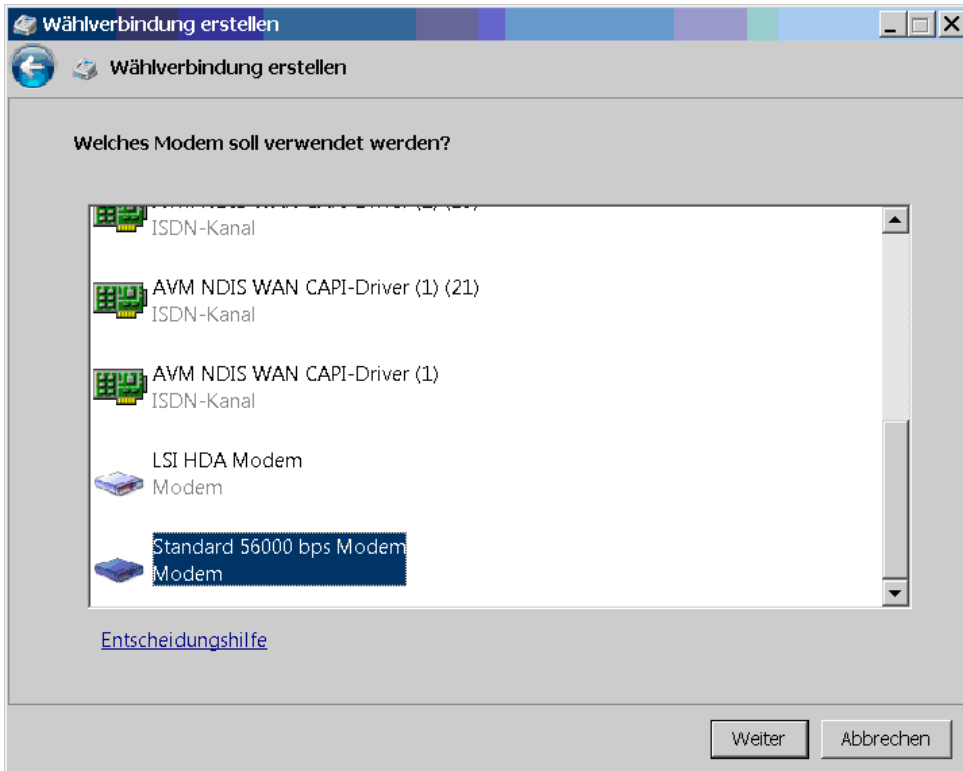 Wählverbindung erstellen
Wählverbindung erstellen
Welches Modem soll verwendet werden?
ISDN-Kanal
AVM NDIS WAN CAPI-Driver (1) (21)
ISDN-Kanal
AVM NDIS WAN CAPI-Driver (1)
ISDN-Kanal
LSI HDA Modem
Modem
Standard 56000 bps Modem
Modem
Entscheidungshilfe
Weiter
Abbrechen